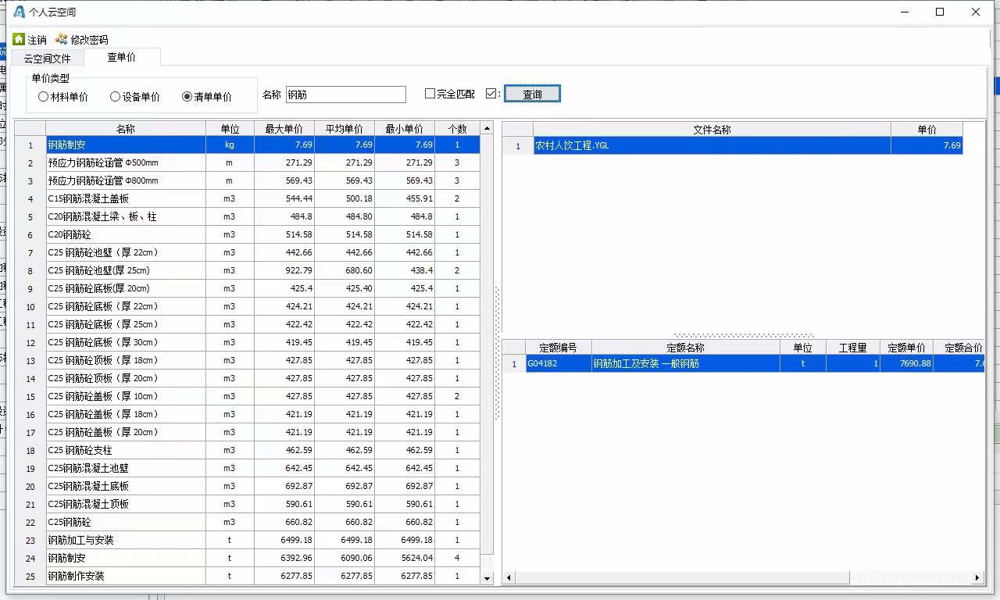 个人云空间
注销 修改密码
云空间文件 查单价
单价类型
材料单价 设备单价 清单单价 名称 钢筋 完全匹配 : 查询
名称 单位 最大单价 平均单价 最小单价 个数
1 钢筋制安 kg 7.69 7.69 7.69 1
2 预应力钢筋砼涵管 Φ500mm m 271.29 271.29 271.29 3
3 预应力钢筋砼涵管 Φ800mm m 569.43 569.43 569.43 3
4 C15钢筋混凝土盖板 m3 544.44 500.18 455.91 2
5 C20钢筋混凝土梁、板、柱 m3 484.8 484.80 484.8 1
6 C20钢筋砼 m3 514.58 514.58 514.58 1
7 C25 钢筋砼池壁（厚 22cm） m3 442.66 442.66 442.66 1
8 C25 钢筋砼池壁(厚 25cm) m3 922.79 680.60 438.4 2
9 C25 钢筋砼底板(厚 20cm) m3 425.4 425.40 425.4 1
10 C25 钢筋砼底板（厚 22cm） m3 424.21 424.21 424.21 1
11 C25 钢筋砼底板（厚 25cm） m3 422.42 422.42 422.42 1
12 C25 钢筋砼底板（厚 30cm） m3 419.45 419.45 419.45 1
13 C25 钢筋砼顶板（厚 18cm） m3 427.85 427.85 427.85 1
14 C25 钢筋砼顶板（厚 20cm） m3 427.85 427.85 427.85 1
15 C25 钢筋砼盖板（厚 10cm） m3 427.85 427.85 427.85 2
16 C25 钢筋砼盖板（厚 18cm） m3 421.19 421.19 421.19 1
17 C25 钢筋砼盖板（厚 20cm） m3 421.19 421.19 421.19 1
18 C25 钢筋砼支柱 m3 462.59 462.59 462.59 1
19 C25钢筋混凝土池壁 m3 642.45 642.45 642.45 1
20 C25钢筋混凝土底板 m3 692.87 692.87 692.87 1
21 C25钢筋混凝土顶板 m3 590.61 590.61 590.61 1
22 C25钢筋砼 m3 660.82 660.82 660.82 1
23 钢筋加工与安装 t 6499.18 6499.18 6499.18 1
24 钢筋制安 t 6392.96 6090.06 5624.04 4
25 钢筋制作安装 t 6277.85 6277.85 6277.85 1
文件名称 单价
1 农村人饮工程.YGL 7.69
定额编号 定额名称 单位 工程量 定额单价 定额合价
1 G04182 钢筋加工及安装 一般钢筋 t 1 7690.88